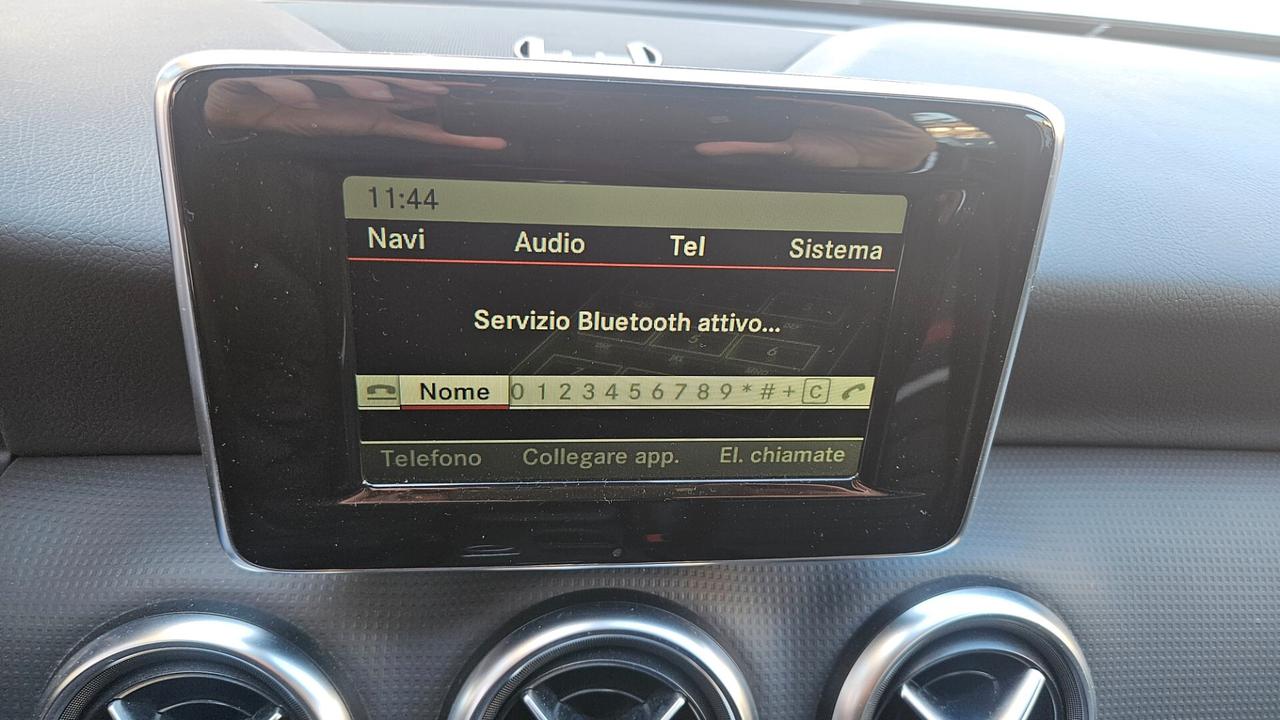 11:44
Navi Audio Tel Sistema
Servizio Bluetooth attivo...
Nome 0 1 2 3 4 5 6 7 8 9 * # + C
Telefono Collegare app. El. chiamate